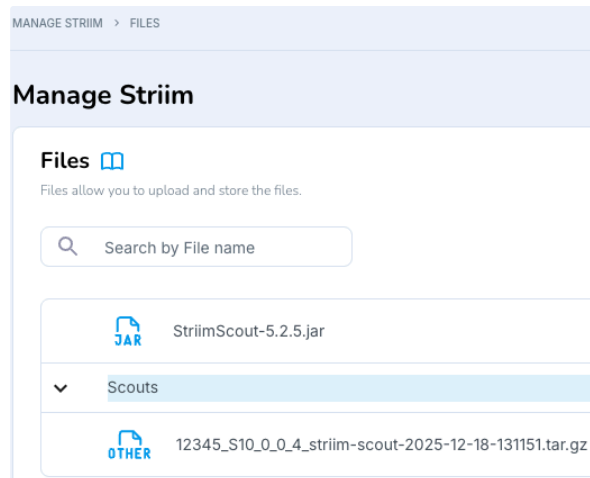 MANAGE STRIIM > FILES
Manage Striim
Files
Files allow you to upload and store the files.
Search by File name
JAR StriimScout-5.2.5.jar
Scouts
OTHER 12345_S10_0_0_4_striim-scout-2025-12-18-131151.tar.gz